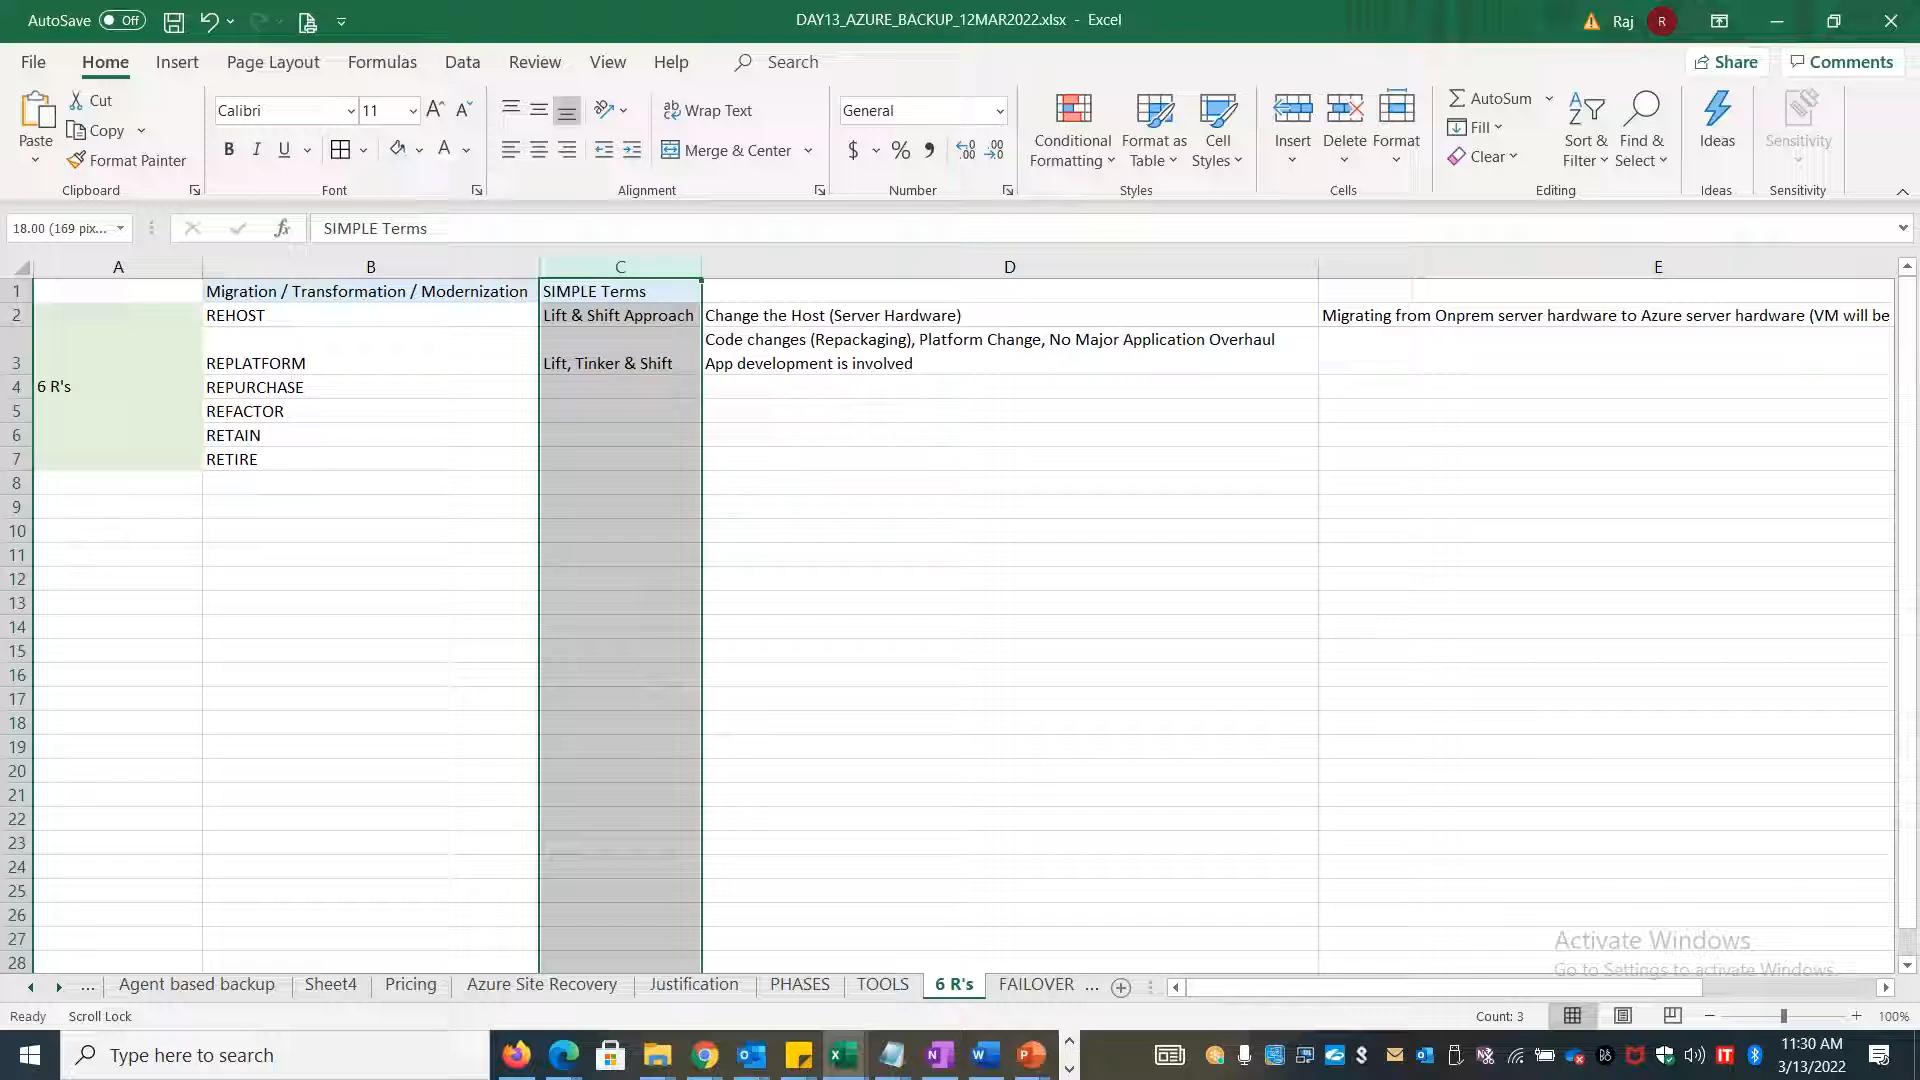 AutoSave Off
DAY13_AZURE_BACKUP_12MAR2022.xlsx - Excel
Raj R
File Home Insert Page Layout Formulas Data Review View Help Search
Share Comments
Paste
Cut
Copy
Format Painter
Clipboard
Calibri 11
B I U A
Font
Wrap Text
Merge & Center
Alignment
General
$ % 9
Number
Conditional Formatting
Format as Table
Cell Styles
Styles
Insert Delete Format
Cells
AutoSum
Fill
Clear
Sort & Filter
Find & Select
Editing
Ideas
Ideas
Sensitivity
Sensitivity
18.00 (169 pix...
fx
SIMPLE Terms
A B C D E
1 Migration / Transformation / Modernization SIMPLE Terms
2 REHOST Lift & Shift Approach Change the Host (Server Hardware) Migrating from Onprem server hardware to Azure server hardware (VM will be
Code changes (Repackaging), Platform Change, No Major Application Overhaul
3 REPLATFORM Lift, Tinker & Shift App development is involved
4 6 R's REPURCHASE
5 REFACTOR
6 RETAIN
7 RETIRE
8
9
10
11
12
13
14
15
16
17
18
19
20
21
22
23
24
25
26
27
28
Activate Windows
Go to Settings to activate Windows.
... Agent based backup Sheet4 Pricing Azure Site Recovery Justification PHASES TOOLS 6 R's FAILOVER ...
Ready Scroll Lock
Count: 3
100%
Type here to search
11:30 AM
3/13/2022